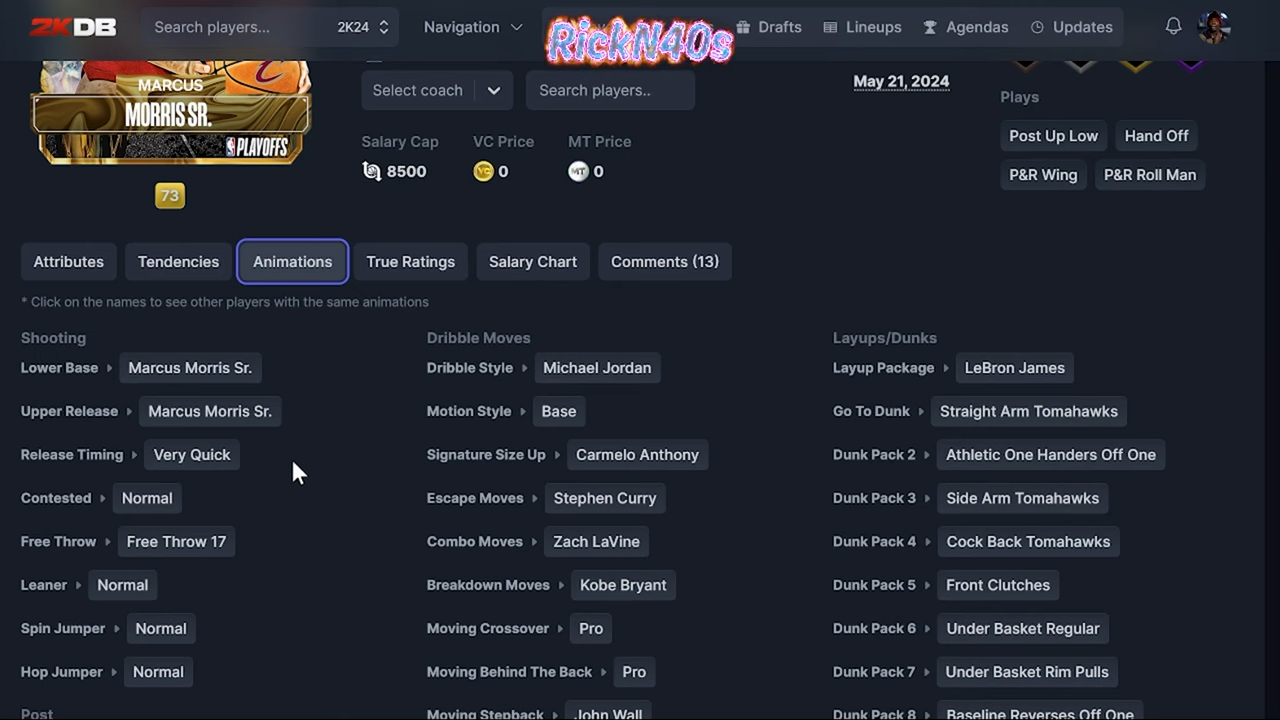 2KDB
Search players...
2K24
Navigation
RickN40s
Drafts
Lineups
Agendas
Updates
MARCUS
MORRIS SR.
NBA PLAYOFFS
73
Select coach
Search players..
Salary Cap
VC Price
MT Price
8500
VC 0
MT 0
May 21, 2024
Plays
Post Up Low
Hand Off
P&R Wing
P&R Roll Man
Attributes
Tendencies
Animations
True Ratings
Salary Chart
Comments (13)
* Click on the names to see other players with the same animations
Shooting
Lower Base Marcus Morris Sr.
Upper Release Marcus Morris Sr.
Release Timing Very Quick
Contested Normal
Free Throw Free Throw 17
Leaner Normal
Spin Jumper Normal
Hop Jumper Normal
Post
Dribble Moves
Dribble Style Michael Jordan
Motion Style Base
Signature Size Up Carmelo Anthony
Escape Moves Stephen Curry
Combo Moves Zach LaVine
Breakdown Moves Kobe Bryant
Moving Crossover Pro
Moving Behind The Back Pro
Moving Stepback John Wall
Layups/Dunks
Layup Package LeBron James
Go To Dunk Straight Arm Tomahawks
Dunk Pack 2 Athletic One Handers Off One
Dunk Pack 3 Side Arm Tomahawks
Dunk Pack 4 Cock Back Tomahawks
Dunk Pack 5 Front Clutches
Dunk Pack 6 Under Basket Regular
Dunk Pack 7 Under Basket Rim Pulls
Dunk Pack 8 Baseline Reverses Off One